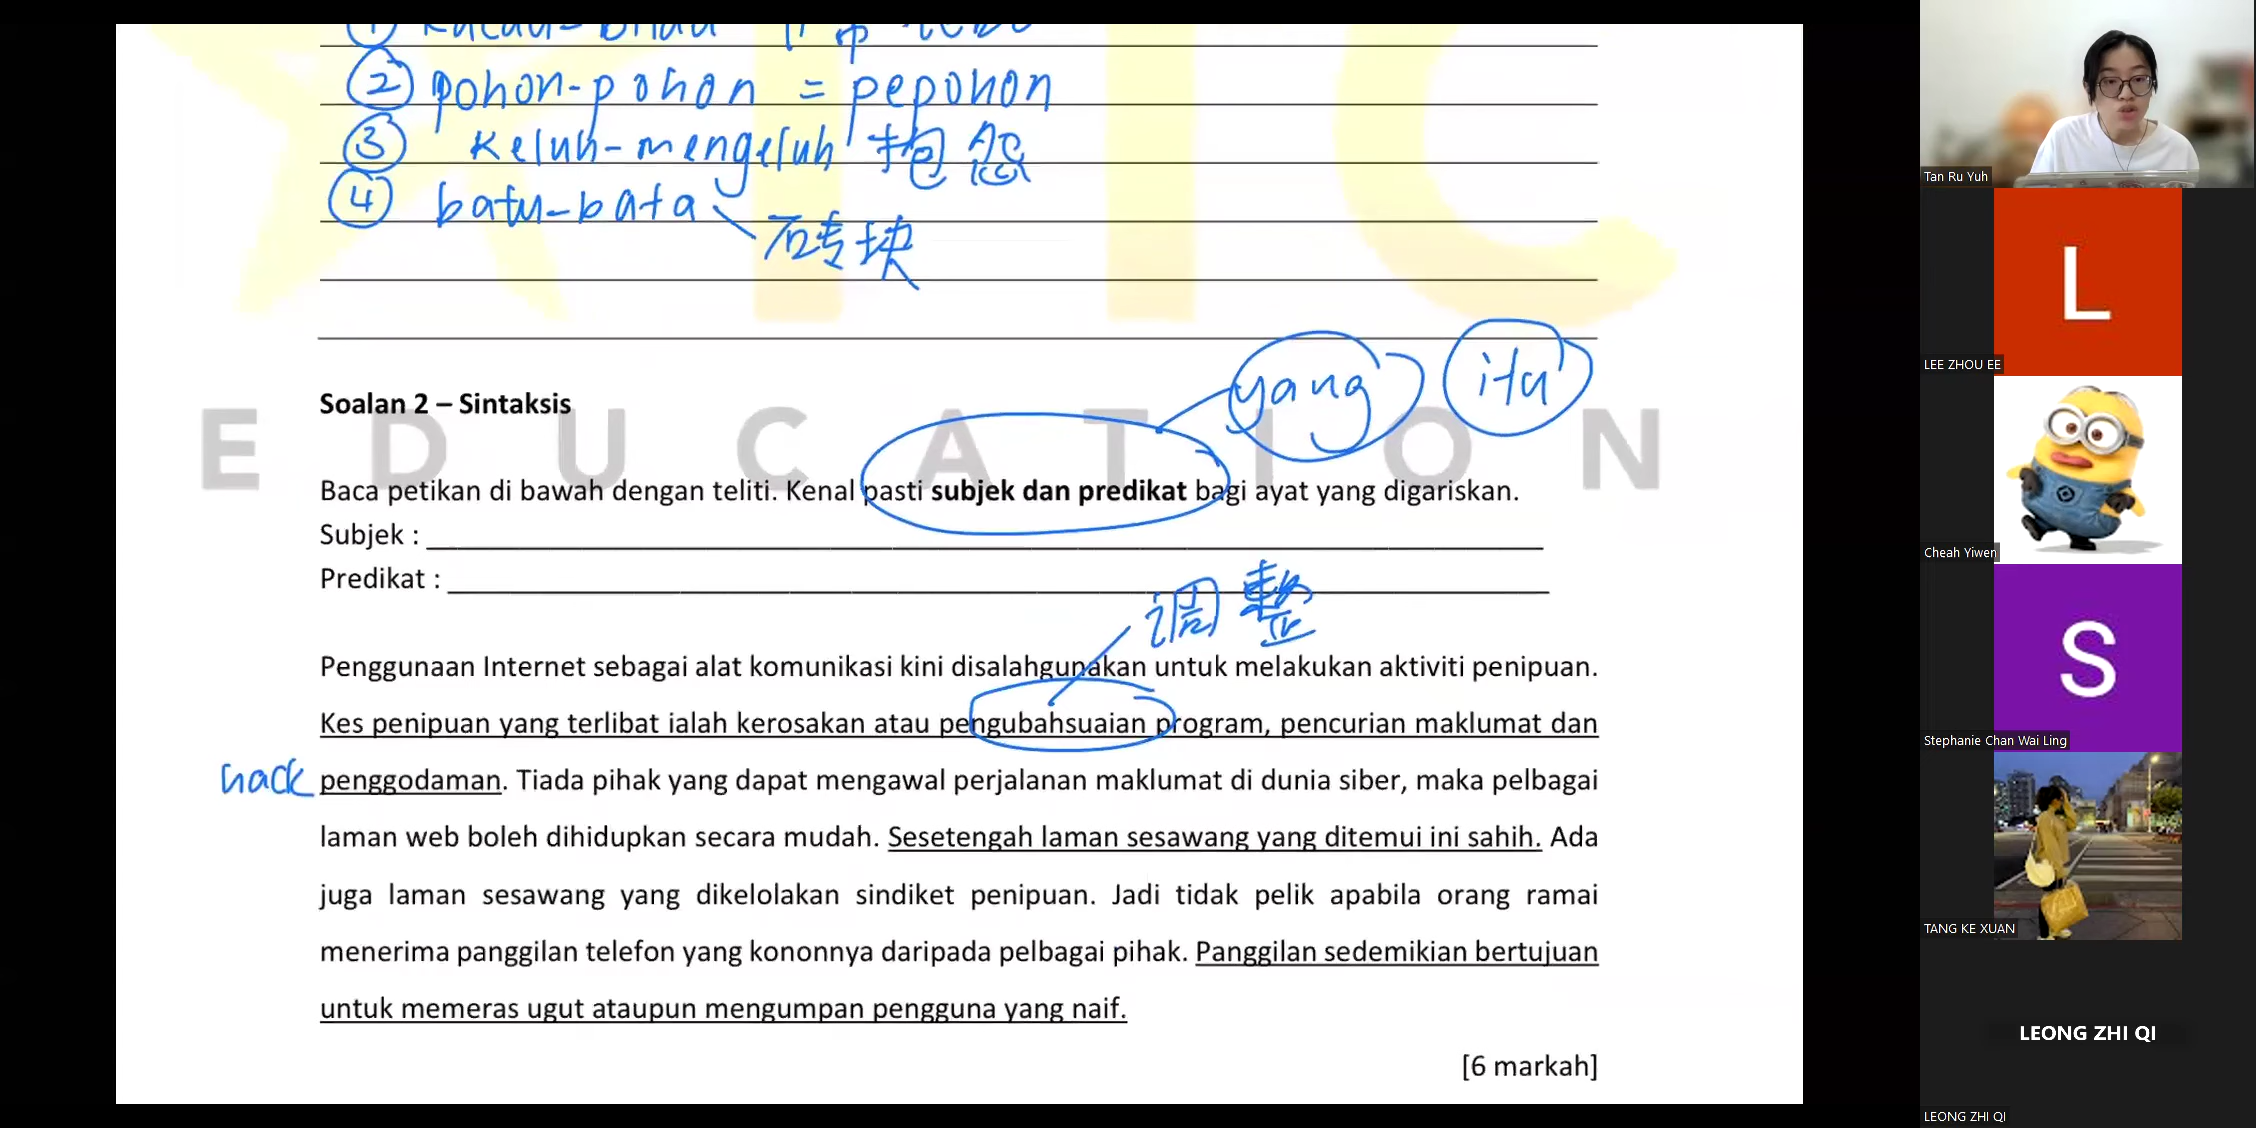 ② pohon-pohon = pepohon
③ keluh-mengeluh 抱怨
④ batu-bata
砖块
yang itu
Soalan 2 – Sintaksis
EDUCATION
Baca petikan di bawah dengan teliti. Kenal pasti subjek dan predikat bagi ayat yang digariskan.
Subjek :
Predikat :
调整
Penggunaan Internet sebagai alat komunikasi kini disalahgunakan untuk melakukan aktiviti penipuan.
Kes penipuan yang terlibat ialah kerosakan atau pengubahsuaian program, pencurian maklumat dan
hack penggodaman. Tiada pihak yang dapat mengawal perjalanan maklumat di dunia siber, maka pelbagai
laman web boleh dihidupkan secara mudah. Sesetengah laman sesawang yang ditemui ini sahih. Ada
juga laman sesawang yang dikelolakan sindiket penipuan. Jadi tidak pelik apabila orang ramai
menerima panggilan telefon yang kononnya daripada pelbagai pihak. Panggilan sedemikian bertujuan
untuk memeras ugut ataupun mengumpan pengguna yang naif.
[6 markah]
Tan Ru Yuh
L
LEE ZHOU EE
Cheah Yiwen
S
Stephanie Chan Wai Ling
TANG KE XUAN
LEONG ZHI QI
LEONG ZHI QI